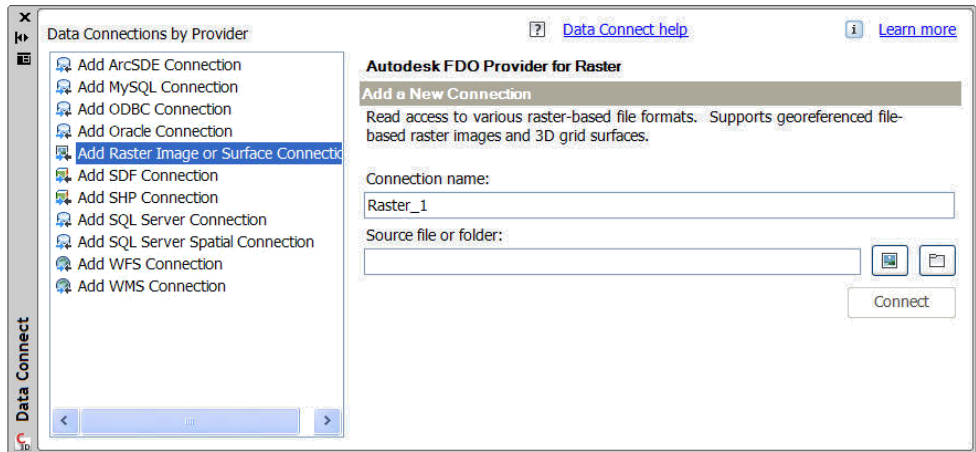 Data Connections by Provider
Data Connect help
Learn more
Add ArcSDE Connection
Add MySQL Connection
Add ODBC Connection
Add Oracle Connection
Add Raster Image or Surface Connectic
Add SDF Connection
Add SHP Connection
Add SQL Server Connection
Add SQL Server Spatial Connection
Add WFS Connection
Add WMS Connection
Autodesk FDO Provider for Raster
Add a New Connection
Read access to various raster-based file formats.  Supports georeferenced file-
based raster images and 3D grid surfaces.
Connection name:
Raster_1
Source file or folder:
Connect
Data Connect
C3D